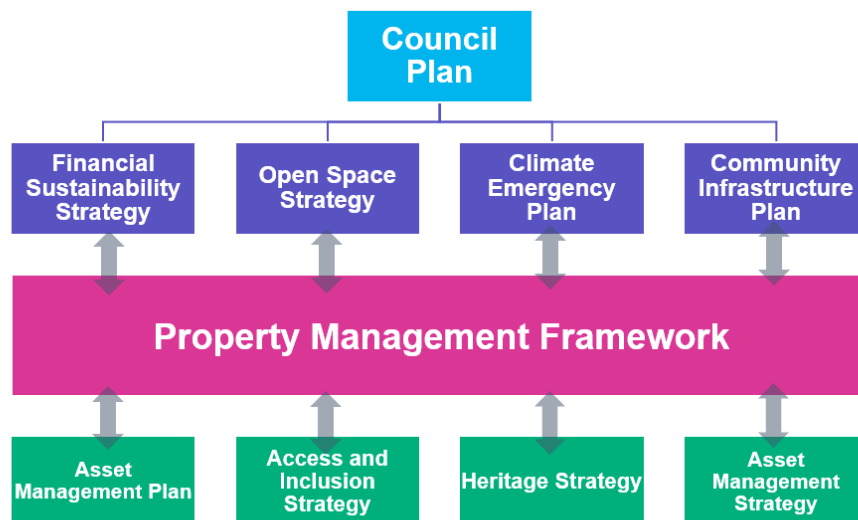 Council
Plan
Financial
Sustainability
Strategy
Open Space
Strategy
Climate
Emergency
Plan
Community
Infrastructure
Plan
Property Management Framework
Asset
Management Plan
Access and
Inclusion
Strategy
Heritage Strategy
Asset
Management
Strategy